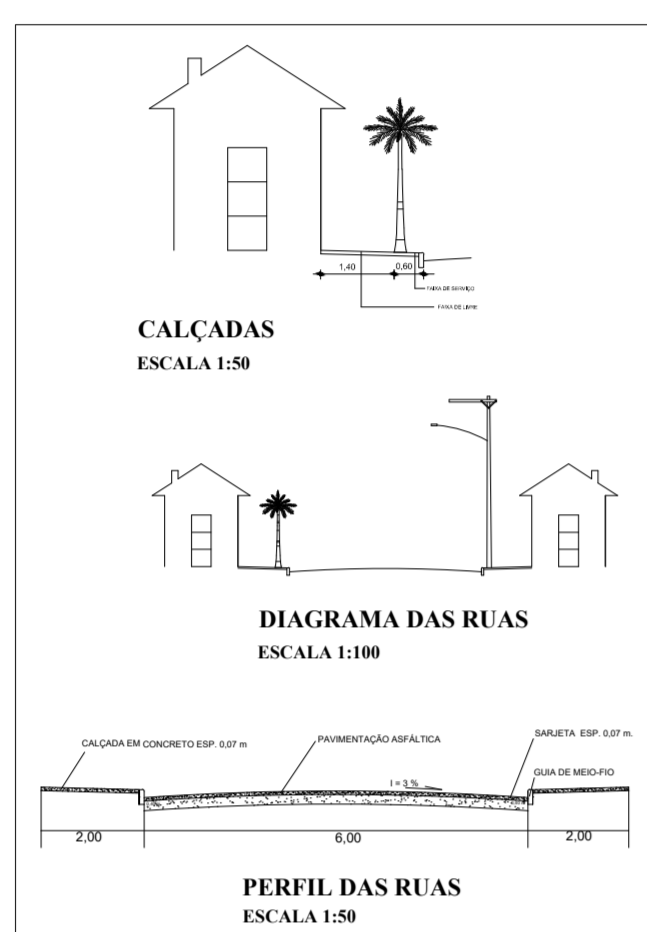 1,40
0,60
FAIXA DE SERVIÇO
FAIXA DE LIVRE
CALÇADAS
ESCALA 1:50
DIAGRAMA DAS RUAS
ESCALA 1:100
CALÇADA EM CONCRETO ESP. 0,07 m
PAVIMENTAÇÃO ASFÁLTICA
SARJETA ESP. 0,07 m.
I = 3 %
GUIA DE MEIO-FIO
2,00
6,00
2,00
PERFIL DAS RUAS
ESCALA 1:50